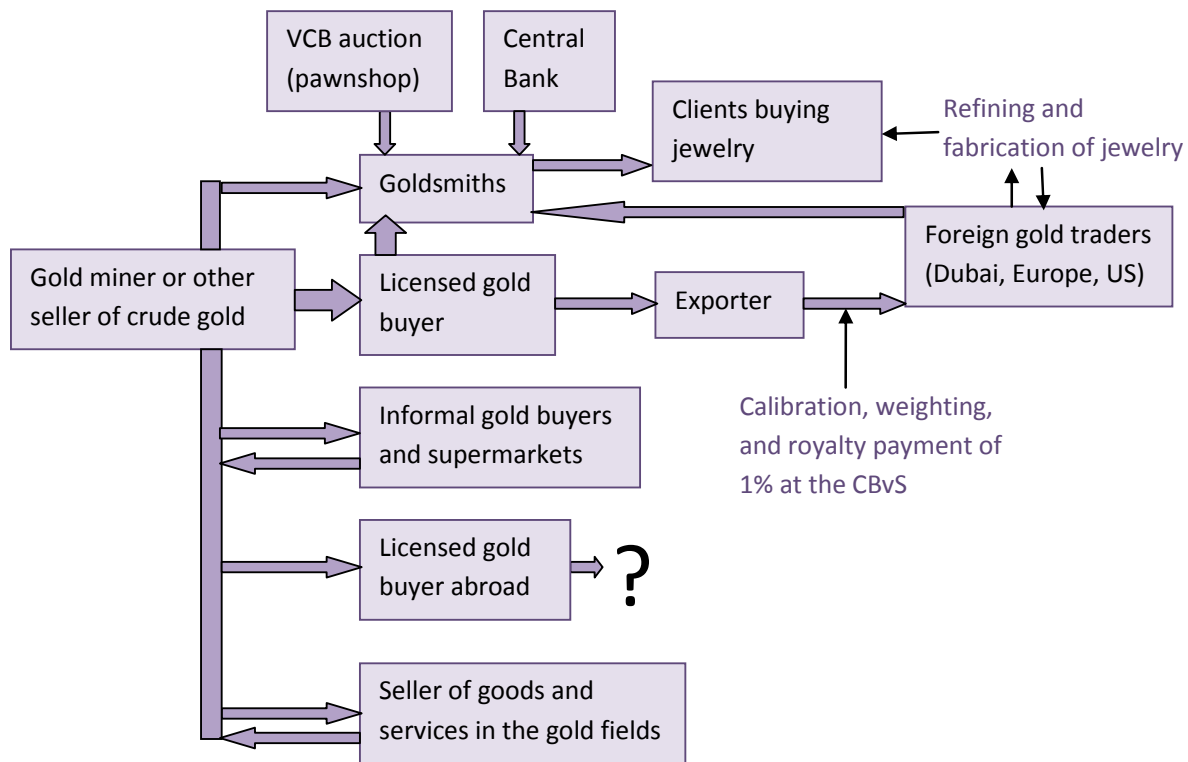 VCB auction
(pawnshop)
Central
Bank
Clients buying
jewelry
Refining and
fabrication of jewelry
Goldsmiths
Foreign gold traders
(Dubai, Europe, US)
Gold miner or other
seller of crude gold
Licensed gold
buyer
Exporter
Calibration, weighting,
and royalty payment of
1% at the CBvS
Informal gold buyers
and supermarkets
Licensed gold
buyer abroad
?
Seller of goods and
services in the gold fields